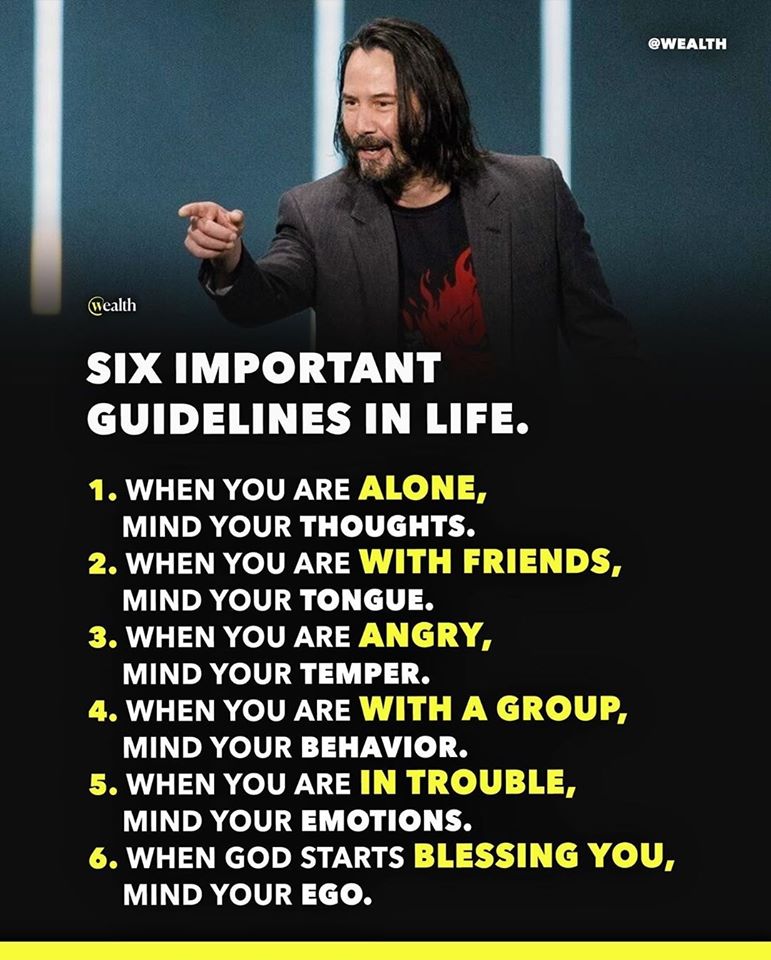 @WEALTH
wealth
SIX IMPORTANT
GUIDELINES IN LIFE.
1. WHEN YOU ARE ALONE,
MIND YOUR THOUGHTS.
2. WHEN YOU ARE WITH FRIENDS,
MIND YOUR TONGUE.
3. WHEN YOU ARE ANGRY,
MIND YOUR TEMPER.
4. WHEN YOU ARE WITH A GROUP,
MIND YOUR BEHAVIOR.
5. WHEN YOU ARE IN TROUBLE,
MIND YOUR EMOTIONS.
6. WHEN GOD STARTS BLESSING YOU,
MIND YOUR EGO.